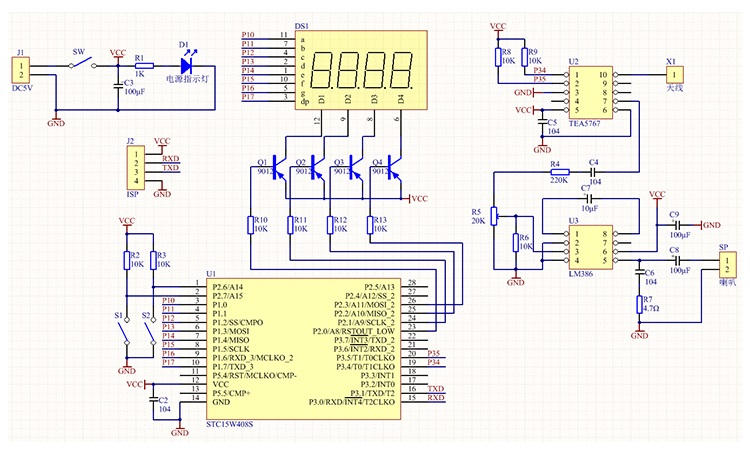 J1
1
2
DC5V
SW
VCC
R1
1K
D1
电源指示灯
C3
100μF
GND
J2
1
2
3
4
ISP
VCC
RXD
TXD
GND
DS1
P10 11 a
P11 7 b
P12 4 c
P13 2 d
P14 1 e
P15 10 f
P16 5 g
P17 3 dp
D1 D2 D3 D4
12 9 8 6
Q1 9012
Q2 9012
Q3 9012
Q4 9012
VCC
R10 10K
R11 10K
R12 10K
R13 10K
VCC
R2 10K
R3 10K
S1
S2
GND
VCC
C2
104
GND
U1
1 P2.6/A14
2 P2.7/A15
P10 3 P1.0
P11 4 P1.1
P12 5 P1.2/SS/CMPO
P13 6 P1.3/MOSI
P14 7 P1.4/MISO
P15 8 P1.5/SCLK
P16 9 P1.6/RXD_3/MCLKO_2
P17 10 P1.7/TXD_3
11 P5.4/RST/MCLKO/CMP-
12 VCC
13 P5.5/CMP+
14 GND
P2.5/A13 28
P2.4/A12/SS_2 27
P2.3/A11/MOSI_2 26
P2.2/A10/MISO_2 25
P2.1/A9/SCLK_2 24
P2.0/A8/RSTOUT_LOW 23
P3.7/INT3/TXD_2 22
P3.6/INT2/RXD_2 21
P3.5/T1/T0CLKO 20 P35
P3.4/T0/T1CLKO 19 P34
P3.3/INT1 18
P3.2/INT0 17
P3.1/TXD/T2 16 TXD
P3.0/RXD/INT4/T2CLKO 15 RXD
STC15W408S
VCC
R8 10K
R9 10K
P34
P35
GND
VCC
C5
104
GND
U2
1 10
2 9
3 8
4 7
5 6
TEA5767
X1
1
天线
R4
220K
C4
104
C7
10μF
R5
20K
R6
10K
GND
U3
1 8
2 7
3 6
4 5
LM386
VCC
C9
100μF
GND
C8
100μF
C6
104
R7
4.7Ω
GND
SP
1
2
喇叭